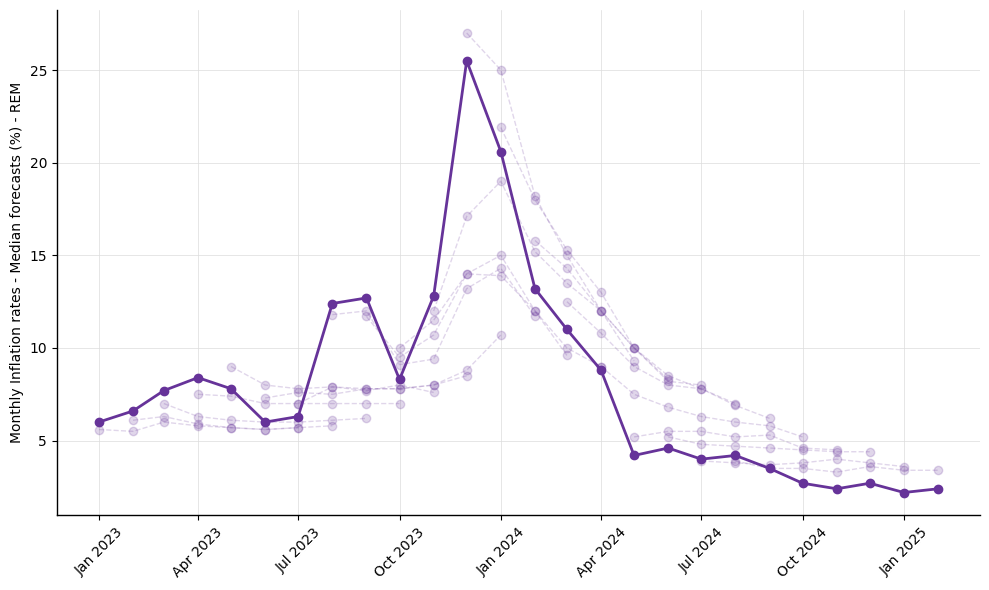 Monthly Inflation rates - Median forecasts (%) - REM
25
20
15
10
5
Jan 2023
Apr 2023
Jul 2023
Oct 2023
Jan 2024
Apr 2024
Jul 2024
Oct 2024
Jan 2025